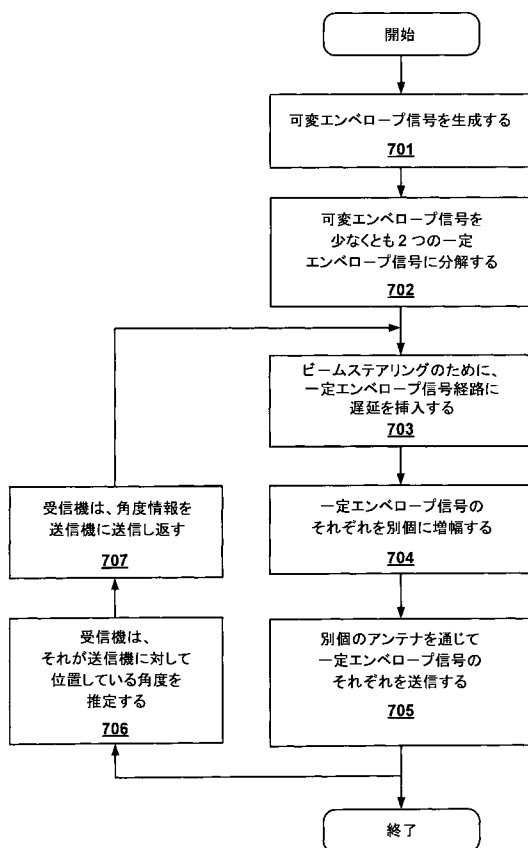 開始
可変エンベロープ信号を生成する
701
可変エンベロープ信号を
少なくとも2つの一定
エンベロープ信号に分解する
702
ビームステアリングのために、
一定エンベロープ信号経路に
遅延を挿入する
703
一定エンベロープ信号の
それぞれを別個に増幅する
704
別個のアンテナを通じて
一定エンベロープ信号の
それぞれを送信する
705
受信機は、
それが送信機に対して
位置している角度を
推定する
706
受信機は、角度情報を
送信機に送信し返す
707
終了